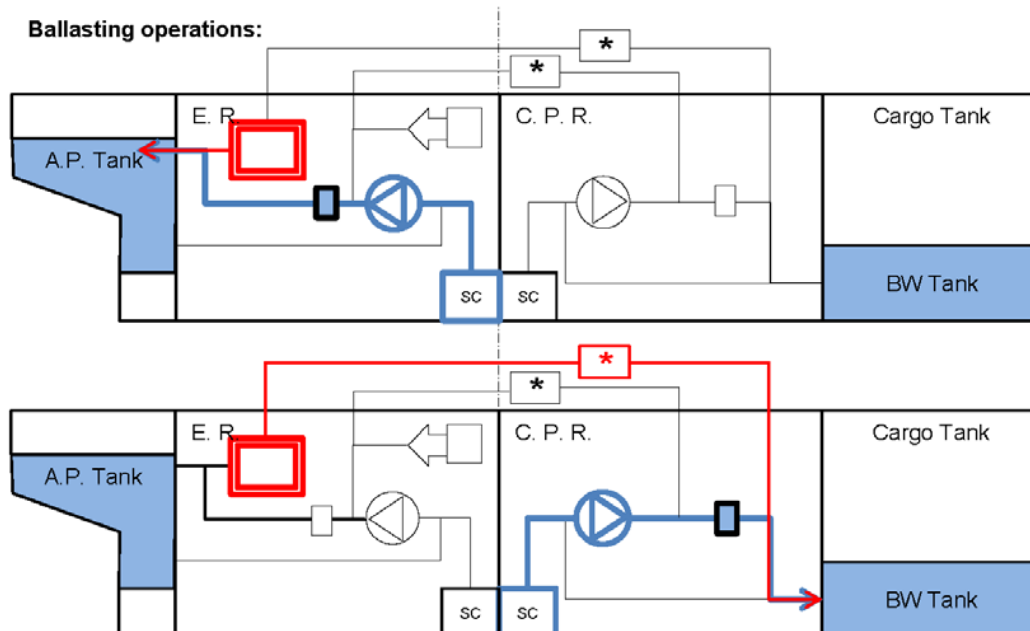 Ballasting operations:
*
*
E. R.
C. P. R.
Cargo Tank
A.P. Tank
BW Tank
sc
sc
*
*
E. R.
C. P. R.
Cargo Tank
A.P. Tank
BW Tank
sc
sc